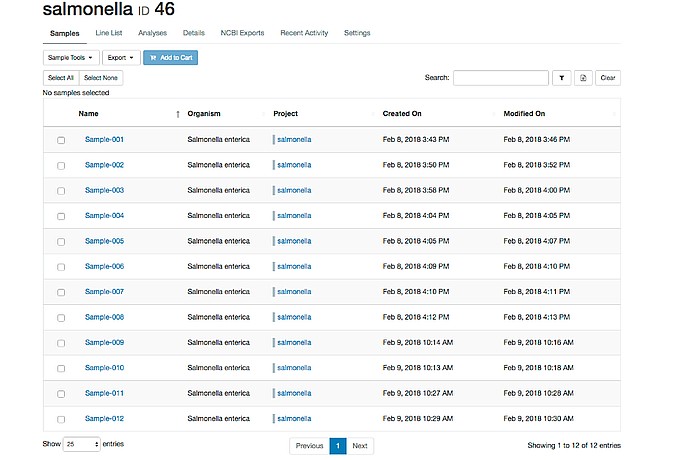 salmonella ID 46
Samples Line List Analyses Details NCBI Exports Recent Activity Settings
Sample Tools Export Add to Cart
Select All Select None Search: Clear
No samples selected
Name Organism Project Created On Modified On
Sample-001 Salmonella enterica salmonella Feb 8, 2018 3:43 PM Feb 8, 2018 3:46 PM
Sample-002 Salmonella enterica salmonella Feb 8, 2018 3:50 PM Feb 8, 2018 3:52 PM
Sample-003 Salmonella enterica salmonella Feb 8, 2018 3:58 PM Feb 8, 2018 4:00 PM
Sample-004 Salmonella enterica salmonella Feb 8, 2018 4:04 PM Feb 8, 2018 4:05 PM
Sample-005 Salmonella enterica salmonella Feb 8, 2018 4:05 PM Feb 8, 2018 4:07 PM
Sample-006 Salmonella enterica salmonella Feb 8, 2018 4:09 PM Feb 8, 2018 4:10 PM
Sample-007 Salmonella enterica salmonella Feb 8, 2018 4:10 PM Feb 8, 2018 4:11 PM
Sample-008 Salmonella enterica salmonella Feb 8, 2018 4:12 PM Feb 8, 2018 4:13 PM
Sample-009 Salmonella enterica salmonella Feb 9, 2018 10:14 AM Feb 9, 2018 10:16 AM
Sample-010 Salmonella enterica salmonella Feb 9, 2018 10:13 AM Feb 9, 2018 10:18 AM
Sample-011 Salmonella enterica salmonella Feb 9, 2018 10:27 AM Feb 9, 2018 10:28 AM
Sample-012 Salmonella enterica salmonella Feb 9, 2018 10:29 AM Feb 9, 2018 10:30 AM
Show 25 entries Previous 1 Next Showing 1 to 12 of 12 entries